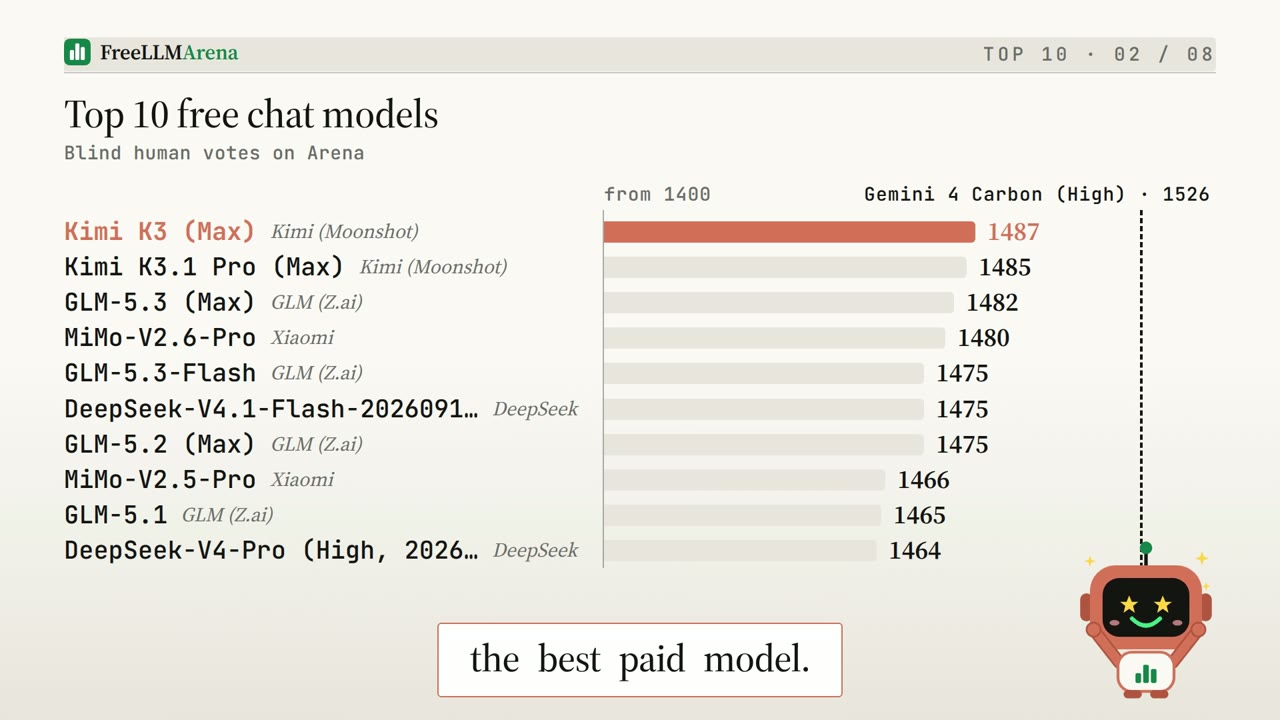 FreeLLMArena
TOP 10 · 02 / 08
Top 10 free chat models
Blind human votes on Arena
from 1400
Gemini 4 Carbon (High) · 1526
Kimi K3 (Max) Kimi (Moonshot) 1487
Kimi K3.1 Pro (Max) Kimi (Moonshot) 1485
GLM-5.3 (Max) GLM (Z.ai) 1482
MiMo-V2.6-Pro Xiaomi 1480
GLM-5.3-Flash GLM (Z.ai) 1475
DeepSeek-V4.1-Flash-2026091… DeepSeek 1475
GLM-5.2 (Max) GLM (Z.ai) 1475
MiMo-V2.5-Pro Xiaomi 1466
GLM-5.1 GLM (Z.ai) 1465
DeepSeek-V4-Pro (High, 2026… DeepSeek 1464
the best paid model.